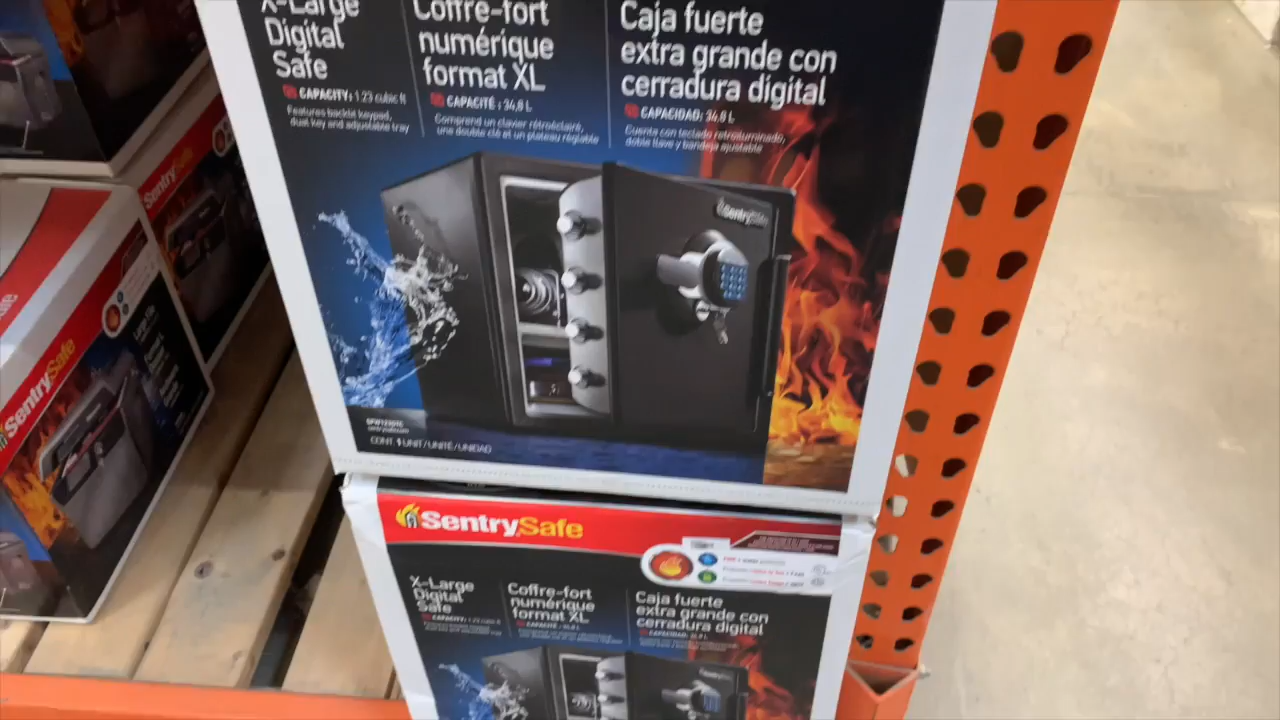 X-Large
Digital
Safe
CAPACITY: 1.23 cubic ft
Features backlit keypad,
dual key and adjustable tray
Coffre-fort
numérique
format XL
CAPACITÉ : 34,8 L
Comprend un clavier rétroéclairé,
une double clé et un plateau réglable
Caja fuerte
extra grande con
cerradura digital
CAPACIDAD: 34,8 L
Cuenta con teclado retroiluminado,
doble llave y bandeja ajustable
SentrySafe
CONT. 1 UNIT/UNITÉ/UNIDAD
SentrySafe
SentrySafe
SentrySafe
X-Large
Digital
Safe
Coffre-fort
numérique
format XL
Caja fuerte
extra grande con
cerradura digital